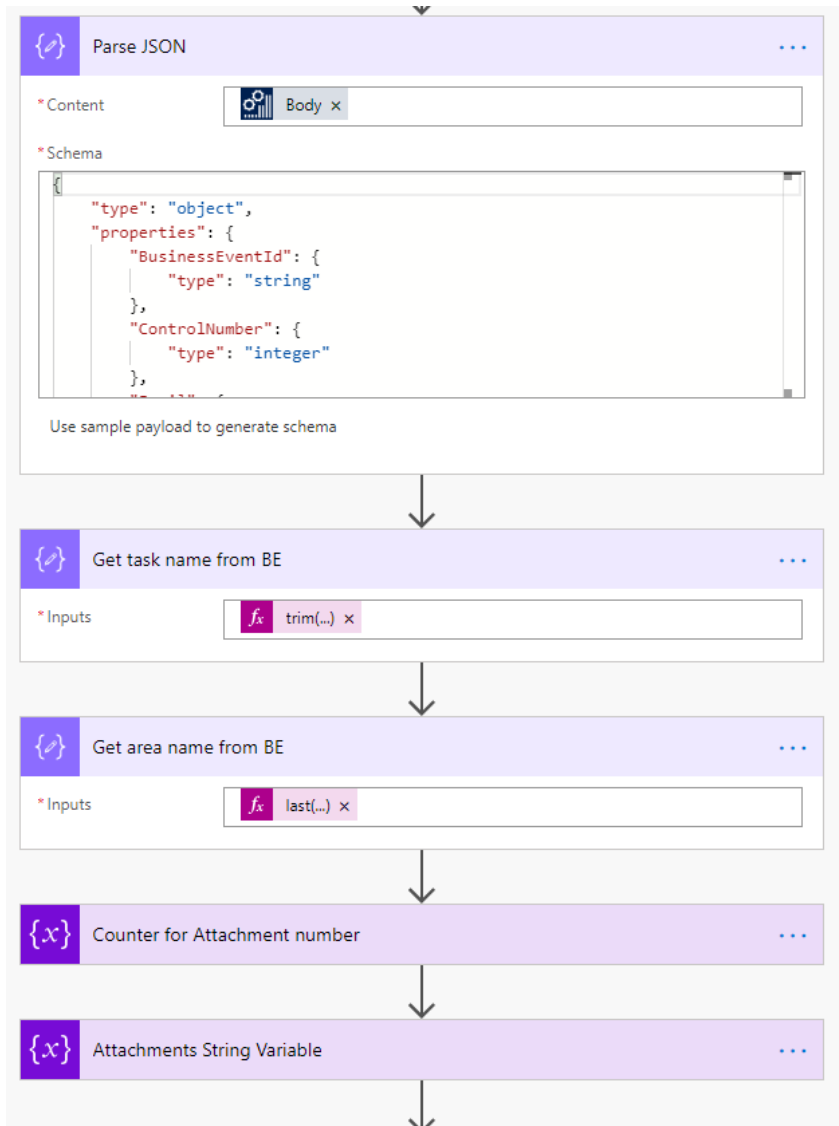 Parse JSON
...
*Content
Body ×
*Schema
{
"type": "object",
"properties": {
"BusinessEventId": {
"type": "string"
},
"ControlNumber": {
"type": "integer"
},
Use sample payload to generate schema
{ } Get task name from BE
...
*Inputs
fx trim(...) ×
{ } Get area name from BE
...
*Inputs
fx last(...) ×
{x} Counter for Attachment number
...
{x} Attachments String Variable
...